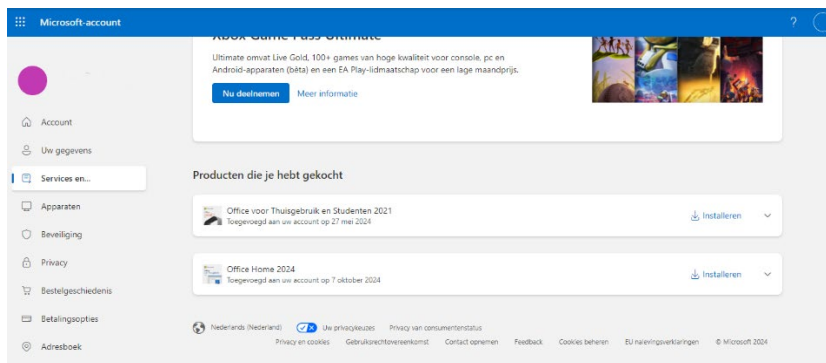 Microsoft-account
?
Xbox Game Pass Ultimate
Ultimate omvat Live Gold, 100+ games van hoge kwaliteit voor console, pc en
Android-apparaten (bèta) en een EA Play-lidmaatschap voor een lage maandprijs.
Nu deelnemen
Meer informatie
Account
Uw gegevens
Services en...
Apparaten
Beveiliging
Privacy
Bestelgeschiedenis
Betalingsopties
Adresboek
Producten die je hebt gekocht
Office voor Thuisgebruik en Studenten 2021
Toegevoegd aan uw account op 27 mei 2024
Installeren
Office Home 2024
Toegevoegd aan uw account op 7 oktober 2024
Installeren
Nederlands (Nederland)
Uw privacykeuzes
Privacy van consumentenstatus
Privacy en cookies
Gebruiksrechtovereenkomst
Contact opnemen
Feedback
Cookies beheren
EU nalevingsverklaringen
© Microsoft 2024